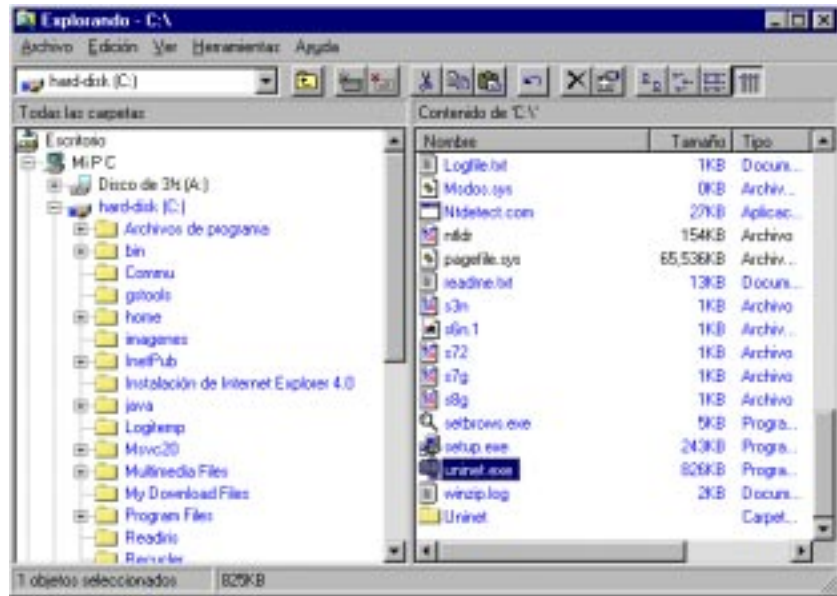 Explorando - C:\
Archivo Edición Ver Herramientas Ayuda
hard-disk (C:)
Todas las carpetas
Contenido de 'C:\'
Escritorio
Mi PC
Disco de 3½ (A:)
hard-disk (C:)
Archivos de programa
bin
Commu
gstools
home
imagenes
InetPub
Instalación de Internet Explorer 4.0
java
Logitemp
Msvc20
Multimedia Files
My Download Files
Program Files
Readiris
Recycler
Nombre Tamaño Tipo
Logfile.txt 1KB Docum...
Msdos.sys 0KB Archiv...
Ntdetect.com 27KB Aplicac...
ntldr 154KB Archivo
pagefile.sys 65,536KB Archiv...
readme.txt 13KB Docum...
s3n 1KB Archivo
s6n.1 1KB Archiv...
s72 1KB Archivo
s7g 1KB Archivo
s8g 1KB Archivo
setbrows.exe 5KB Progra...
setup.exe 243KB Progra...
uninet.exe 826KB Progra...
winzip.log 2KB Docum...
Uninet Carpet...
1 objetos seleccionados 825KB